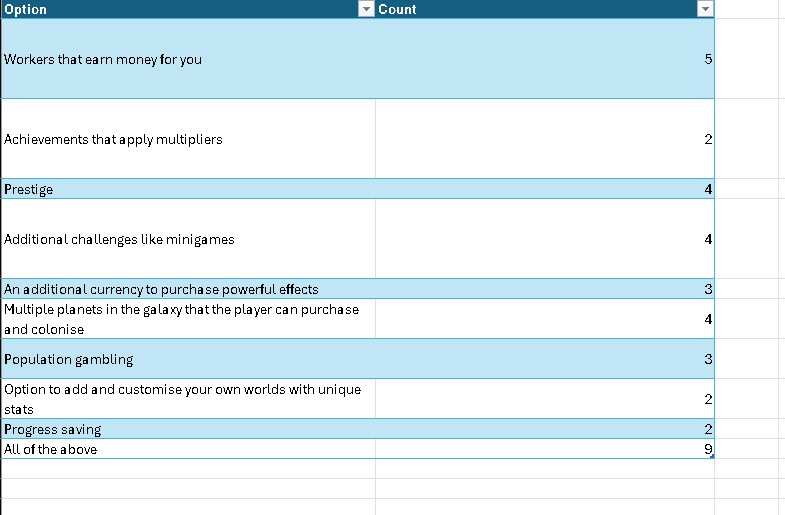 Option Count
Workers that earn money for you 5
Achievements that apply multipliers 2
Prestige 4
Additional challenges like minigames 4
An additional currency to purchase powerful effects 3
Multiple planets in the galaxy that the player can purchase
and colonise 4
Population gambling 3
Option to add and customise your own worlds with unique
stats 2
Progress saving 2
All of the above 9